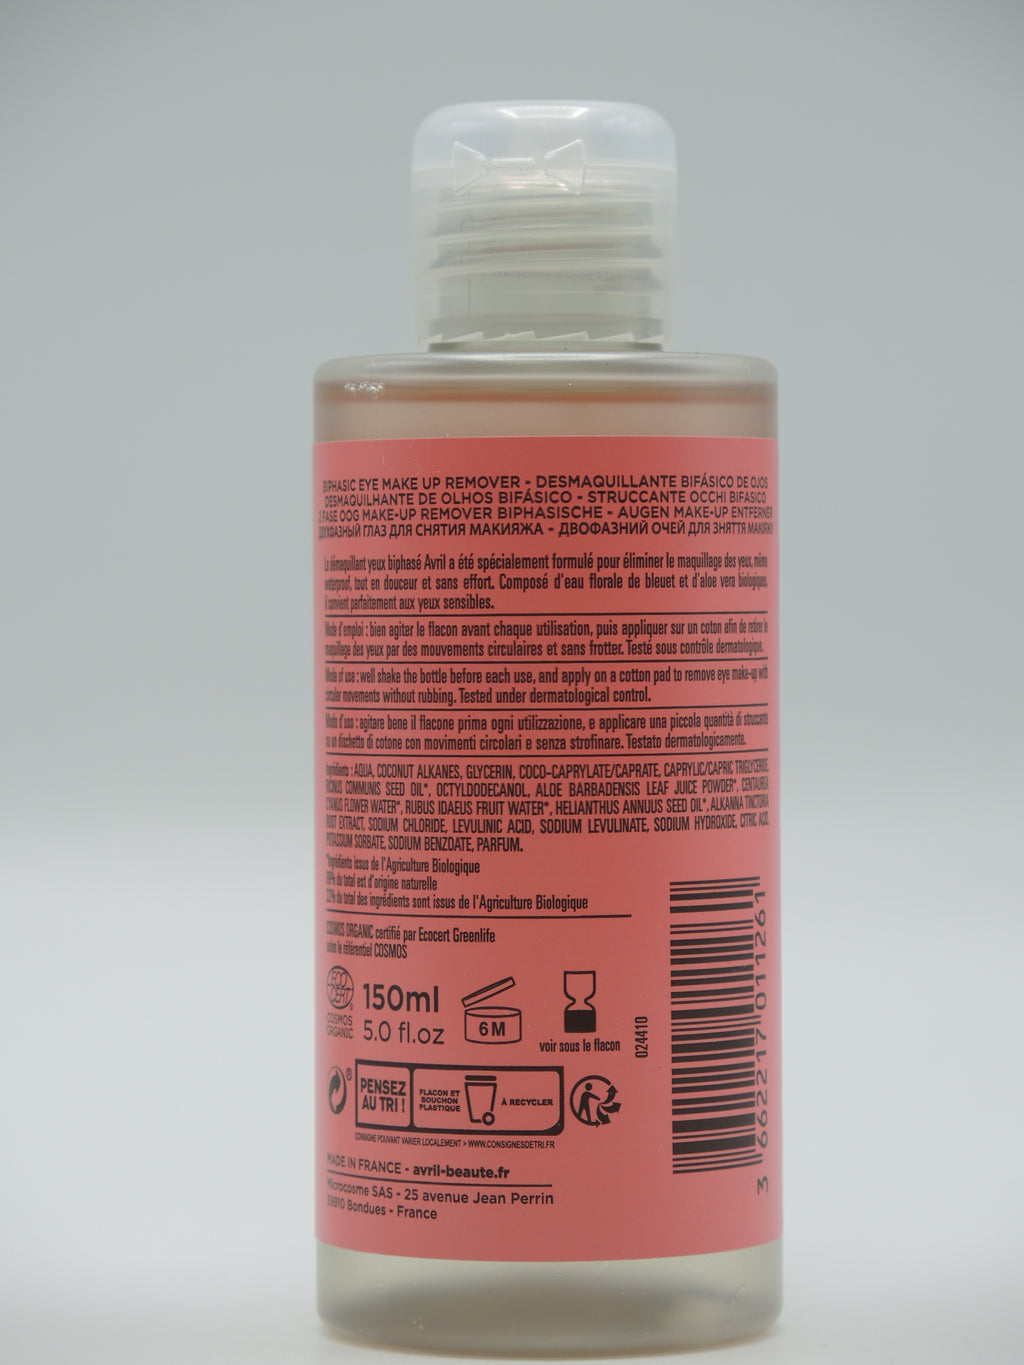 BIPHASIC EYE MAKE UP REMOVER - DESMAQUILLANTE BIFÁSICO DE OJOS
DESMAQUILHANTE DE OLHOS BIFÁSICO - STRUCCANTE OCCHI BIFASICO
2 FASE OOG MAKE-UP REMOVER BIPHASISCHE - AUGEN MAKE-UP ENTFERNER
ДВУХФАЗНЫЙ ГЛАЗ ДЛЯ СНЯТИЯ МАКИЯЖА - ДВОФАЗНИЙ ОЧЕЙ ДЛЯ ЗНЯТТЯ МАКІЯЖУ
Le démaquillant yeux biphasé Avril a été spécialement formulé pour éliminer le maquillage des yeux, même
waterproof, tout en douceur et sans effort. Composé d'eau florale de bleuet et d'aloe vera biologiques,
il convient parfaitement aux yeux sensibles.
Mode d'emploi : bien agiter le flacon avant chaque utilisation, puis appliquer sur un coton afin de retirer le
maquillage des yeux par des mouvements circulaires et sans frotter. Testé sous contrôle dermatologique.
Mode of use : well shake the bottle before each use, and apply on a cotton pad to remove eye make-up with
circular movements without rubbing. Tested under dermatological control.
Modo d'uso : agitare bene il flacone prima ogni utilizzazione, e applicare una piccola quantità di struccante
su un dischetto di cotone con movimenti circolari e senza strofinare. Testato dermatologicamente.
Ingrédients : AQUA, COCONUT ALKANES, GLYCERIN, COCO-CAPRYLATE/CAPRATE, CAPRYLIC/CAPRIC TRIGLYCERIDE,
RICINUS COMMUNIS SEED OIL*, OCTYLDODECANOL, ALOE BARBADENSIS LEAF JUICE POWDER*, CENTAUREA
CYANUS FLOWER WATER*, RUBUS IDAEUS FRUIT WATER*, HELIANTHUS ANNUUS SEED OIL*, ALKANNA TINCTORIA
ROOT EXTRACT, SODIUM CHLORIDE, LEVULINIC ACID, SODIUM LEVULINATE, SODIUM HYDROXIDE, CITRIC ACID,
POTASSIUM SORBATE, SODIUM BENZOATE, PARFUM.
*Ingrédients issus de l'Agriculture Biologique
du total est d'origine naturelle
du total des ingrédients sont issus de l'Agriculture Biologique
COSMOS ORGANIC certifié par Ecocert Greenlife
selon le référentiel COSMOS
ECO
CERT
COSMOS
ORGANIC
150ml
5.0 fl.oz
6 M
voir sous le flacon
024410
PENSEZ
AU TRI !
FLACON ET
BOUCHON
PLASTIQUE
À RECYCLER
CONSIGNE POUVANT VARIER LOCALEMENT > WWW.CONSIGNESDETRI.FR
MADE IN FRANCE - avril-beaute.fr
Microcosme SAS - 25 avenue Jean Perrin
59910 Bondues - France
3 662217 011261